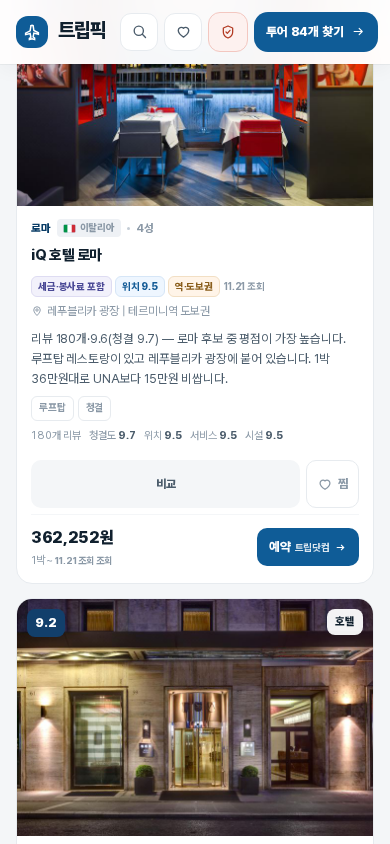 트립픽
투어 84개 찾기 →
로마 이탈리아 • 4성
iQ 호텔 로마
세금·봉사료 포함 위치 9.5 역·도보권 11.21 조회
레푸블리카 광장 | 테르미니역 도보권
리뷰 180개·9.6(청결 9.7) — 로마 후보 중 평점이 가장 높습니다.
루프탑 레스토랑이 있고 레푸블리카 광장에 붙어 있습니다. 1박
36만원대로 UNA보다 15만원 비쌉니다.
루프탑 청결
180개 리뷰 청결도 9.7 위치 9.5 서비스 9.5 시설 9.5
비교
찜
362,252원
1박~ 11.21 조회 조회
예약 트립닷컴 →
9.2
호텔